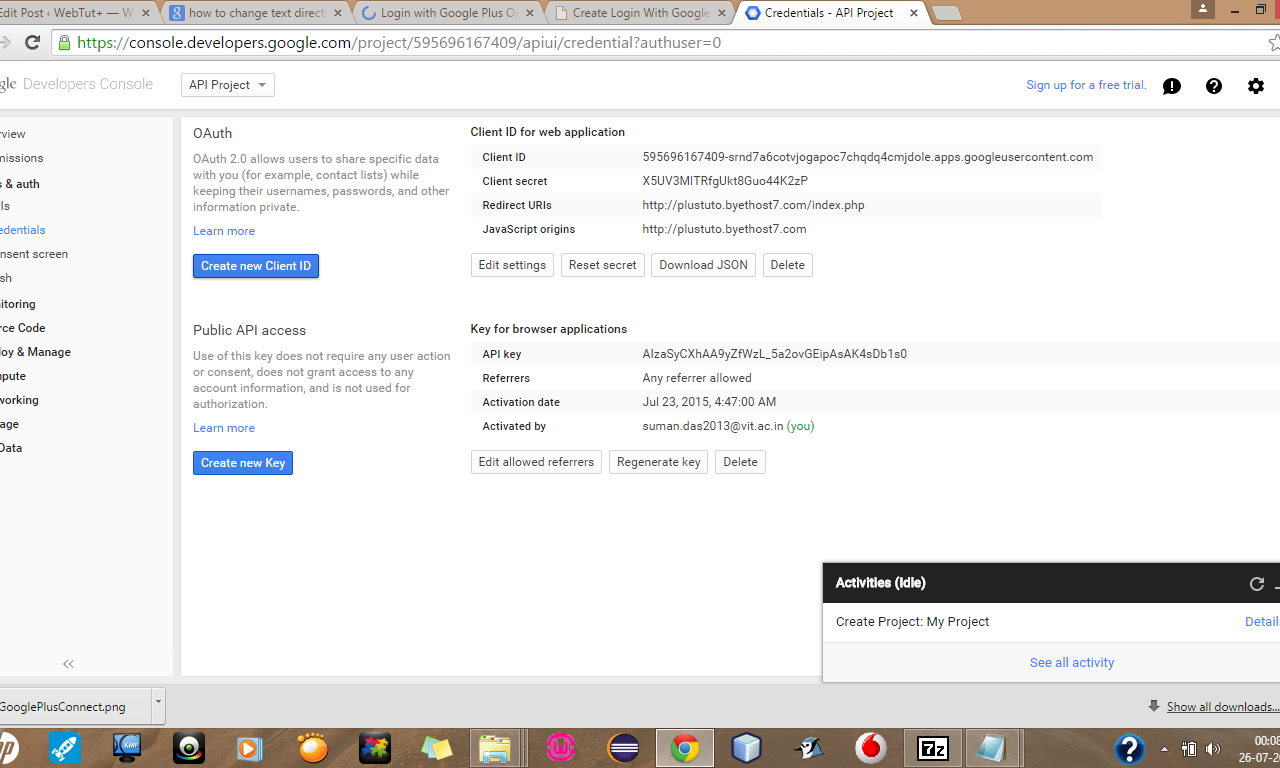 Edit Post ‹ WebTut+ — W
how to change text direct
Login with Google Plus O
Create Login With Google
Credentials - API Project
https://console.developers.google.com/project/595696167409/apiui/credential?authuser=0
gle Developers Console
API Project
Sign up for a free trial.
rview
missions
s & auth
Is
edentials
nsent screen
sh
nitoring
rce Code
loy & Manage
npute
working
age
Data
OAuth
OAuth 2.0 allows users to share specific data
with you (for example, contact lists) while
keeping their usernames, passwords, and other
information private.
Learn more
Create new Client ID
Client ID for web application
Client ID 595696167409-srnd7a6cotvjogapoc7chqdq4cmjdole.apps.googleusercontent.com
Client secret X5UV3MlTRfgUkt8Guo44K2zP
Redirect URIs http://plustuto.byethost7.com/index.php
JavaScript origins http://plustuto.byethost7.com
Edit settings Reset secret Download JSON Delete
Public API access
Use of this key does not require any user action
or consent, does not grant access to any
account information, and is not used for
authorization.
Learn more
Create new Key
Key for browser applications
API key AIzaSyCXhAA9yZfWzL_5a2ovGEipAsAK4sDb1s0
Referrers Any referrer allowed
Activation date Jul 23, 2015, 4:47:00 AM
Activated by suman.das2013@vit.ac.in (you)
Edit allowed referrers Regenerate key Delete
Activities (Idle)
Create Project: My Project Detail
See all activity
GooglePlusConnect.png
Show all downloads...
KMP
7z
00:08
26-07-2